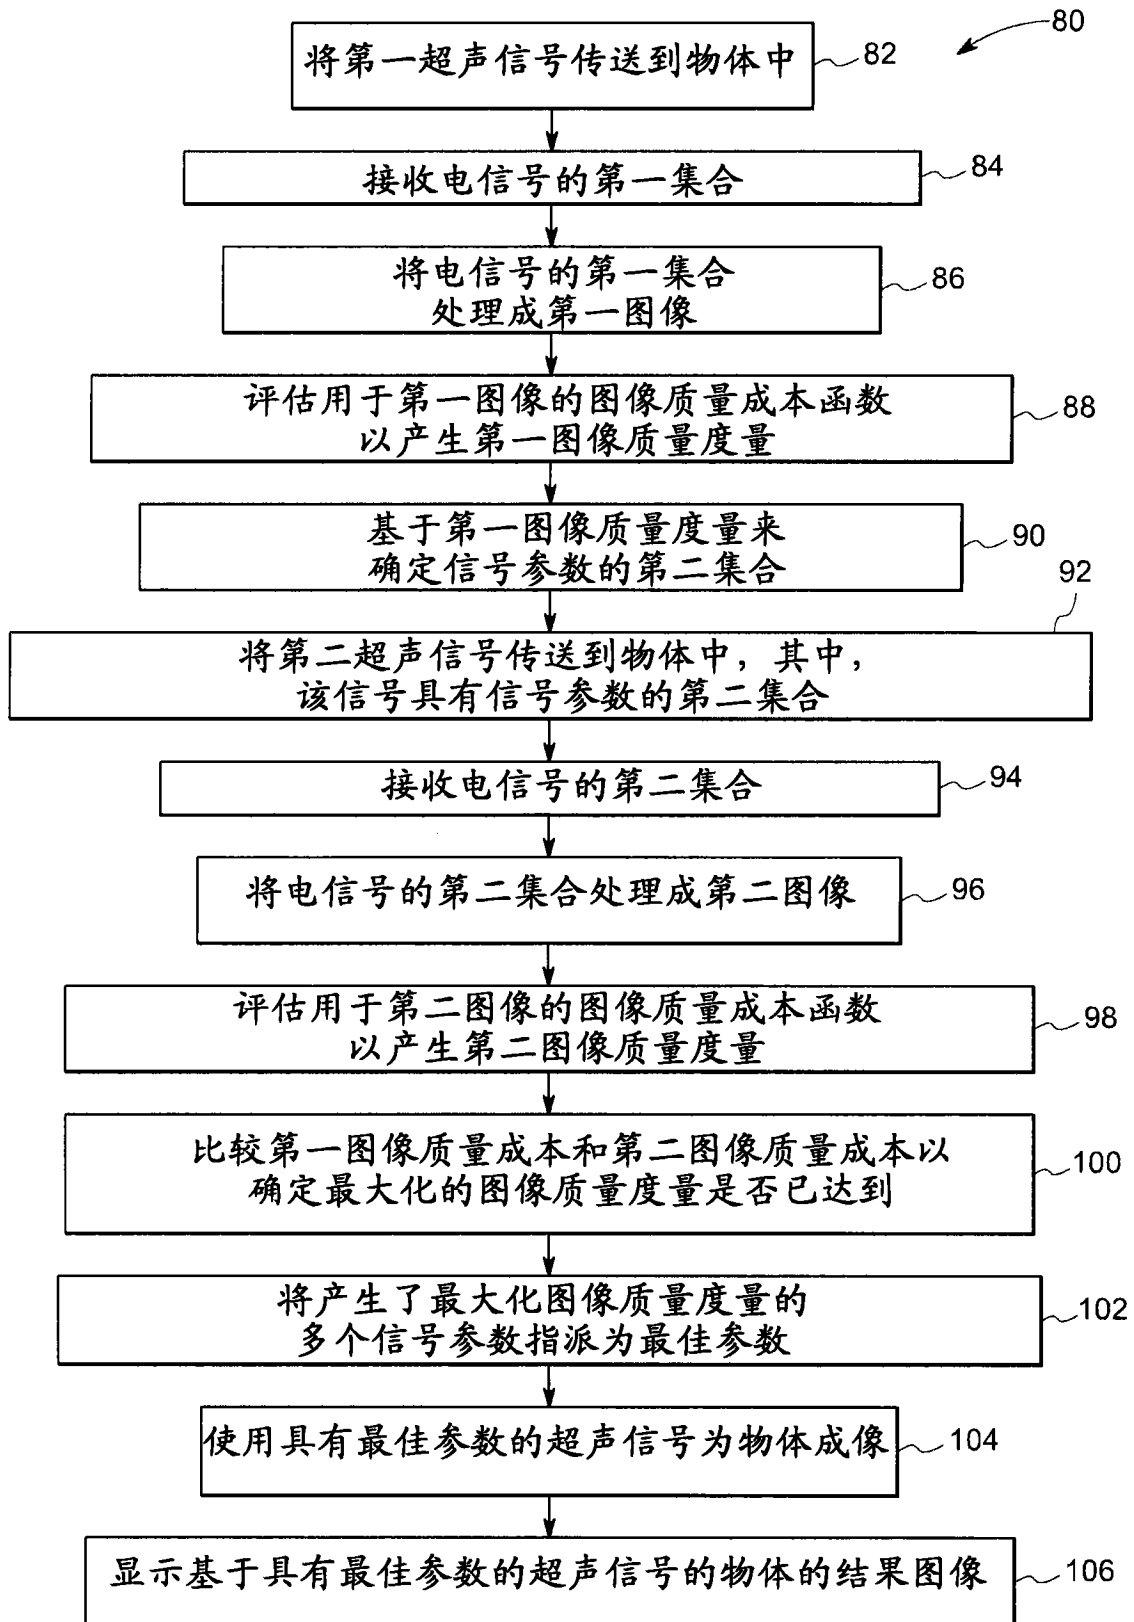 80
将第一超声信号传送到物体中
82
接收电信号的第一集合
84
将电信号的第一集合
处理成第一图像
86
评估用于第一图像的图像质量成本函数
以产生第一图像质量度量
88
基于第一图像质量度量来
确定信号参数的第二集合
90
92
将第二超声信号传送到物体中，其中，
该信号具有信号参数的第二集合
接收电信号的第二集合
94
将电信号的第二集合处理成第二图像
96
评估用于第二图像的图像质量成本函数
以产生第二图像质量度量
98
比较第一图像质量成本和第二图像质量成本以
确定最大化的图像质量度量是否已达到
100
将产生了最大化图像质量度量的
多个信号参数指派为最佳参数
102
使用具有最佳参数的超声信号为物体成像
104
显示基于具有最佳参数的超声信号的物体的结果图像
106